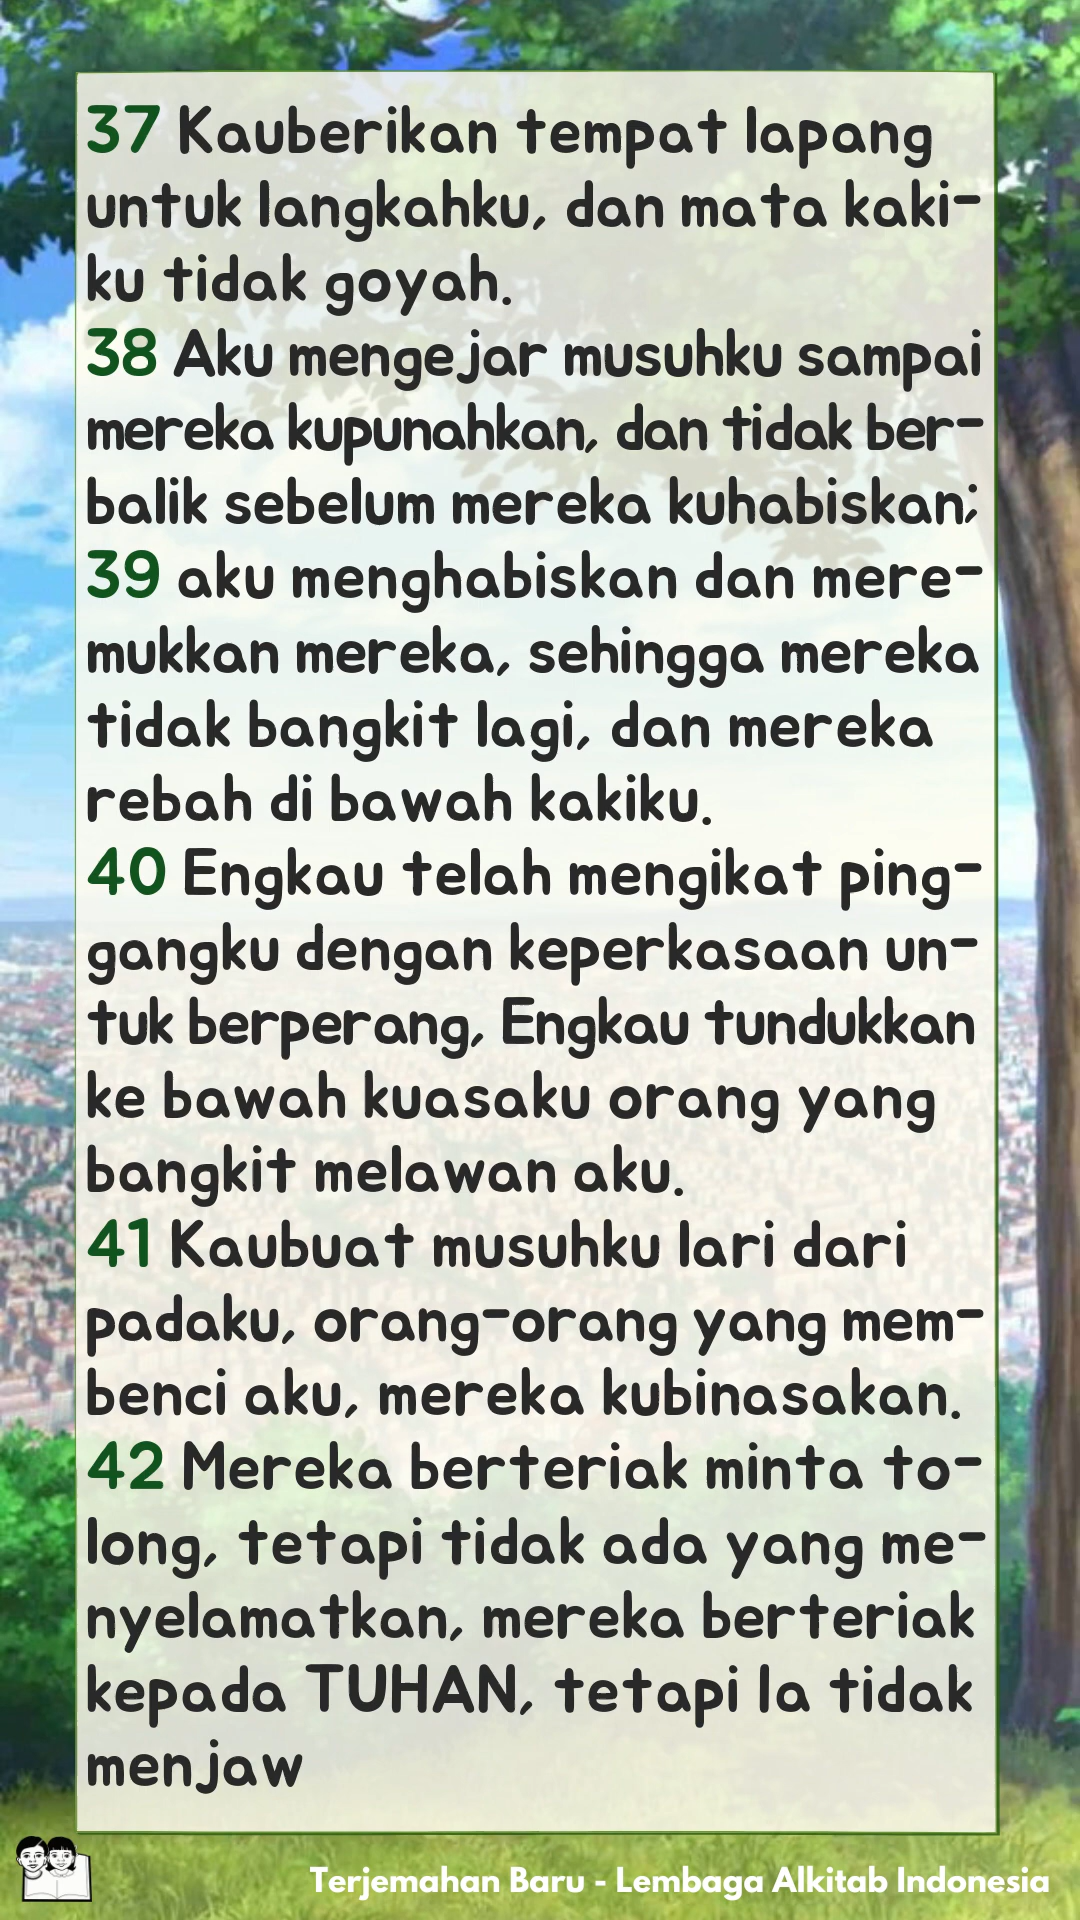 37 Kauberikan tempat lapang
untuk langkahku, dan mata kaki-
ku tidak goyah.
38 Aku mengejar musuhku sampai
mereka kupunahkan, dan tidak ber-
balik sebelum mereka kuhabiskan;
39 aku menghabiskan dan mere-
mukkan mereka, sehingga mereka
tidak bangkit lagi, dan mereka
rebah di bawah kakiku.
40 Engkau telah mengikat ping-
gangku dengan keperkasaan un-
tuk berperang, Engkau tundukkan
ke bawah kuasaku orang yang
bangkit melawan aku.
41 Kaubuat musuhku lari dari
padaku, orang-orang yang mem-
benci aku, mereka kubinasakan.
42 Mereka berteriak minta to-
long, tetapi tidak ada yang me-
nyelamatkan, mereka berteriak
kepada TUHAN, tetapi Ia tidak
menjaw
Terjemahan Baru - Lembaga Alkitab Indonesia